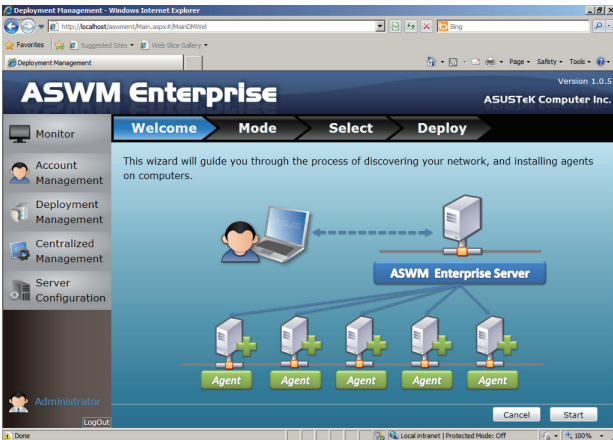 Deployment Management - Windows Internet Explorer
http://localhost/aswment/Main.aspx#/MainDMWel
Bing
Favorites
Suggested Sites
Web Slice Gallery
Deployment Management
Page
Safety
Tools
Version 1.0.5
ASWM Enterprise
ASUSTeK Computer Inc.
Monitor
Account
Management
Deployment
Management
Centralized
Management
Server
Configuration
Administrator
LogOut
Welcome
Mode
Select
Deploy
This wizard will guide you through the process of discovering your network, and installing agents
on computers.
ASWM Enterprise Server
Agent
Agent
Agent
Agent
Agent
Cancel
Start
Done
Local intranet | Protected Mode: Off
100%